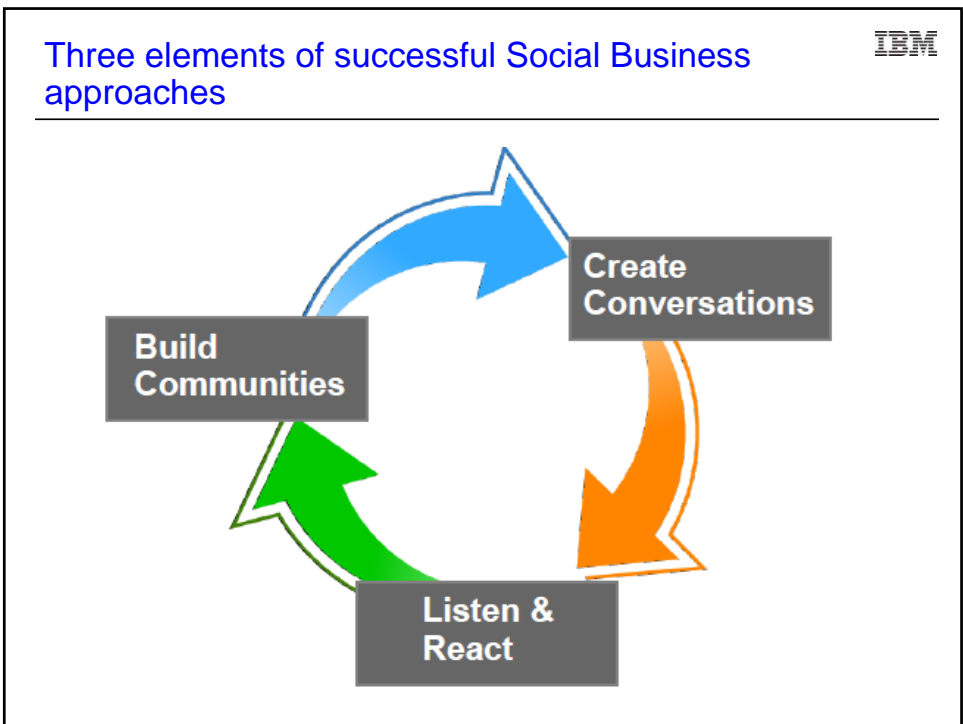 Three elements of successful Social Business
approaches
IBM
Create
Conversations
Build
Communities
Listen &
React